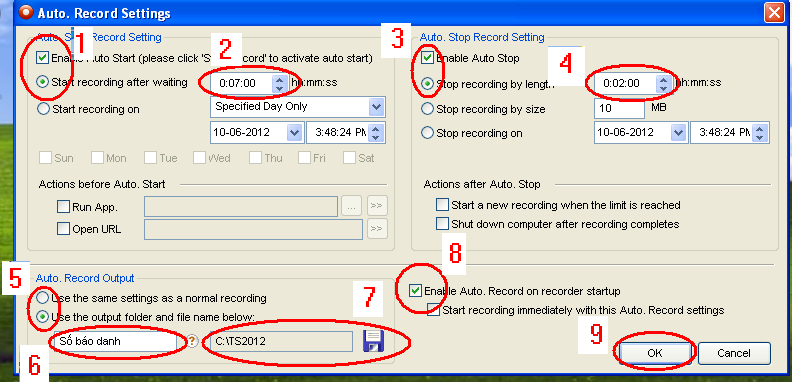 Auto. Record Settings
Auto. Start Record Setting
1
2
Enable Auto Start (please click 'Start Record' to activate auto start)
Start recording after waiting 0:07:00 hh:mm:ss
Start recording on Specified Day Only
10-06-2012 3:48:24 PM
Sun Mon Tue Wed Thu Fri Sat
Actions before Auto. Start
Run App. ... >>
Open URL >>
Auto. Stop Record Setting
3
4
Enable Auto Stop
Stop recording by length 0:02:00 hh:mm:ss
Stop recording by size 10 MB
Stop recording on 10-06-2012 3:48:24 PM
Actions after Auto. Stop
Start a new recording when the limit is reached
Shut down computer after recording completes
Auto. Record Output
5
Use the same settings as a normal recording
Use the output folder and file name below:
6
7
Số báo danh ? C:\TS2012
8
Enable Auto. Record on recorder startup
Start recording immediately with this Auto. Record settings
9
OK Cancel